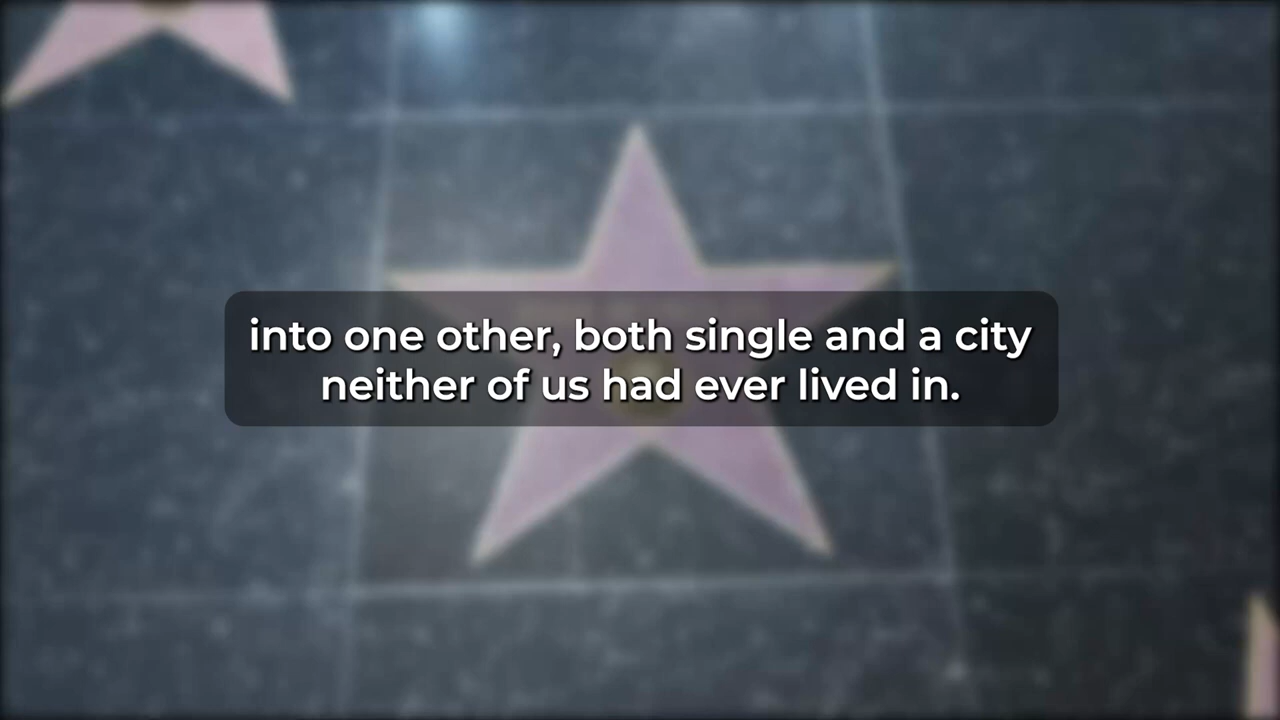 into one other, both single and a city
neither of us had ever lived in.